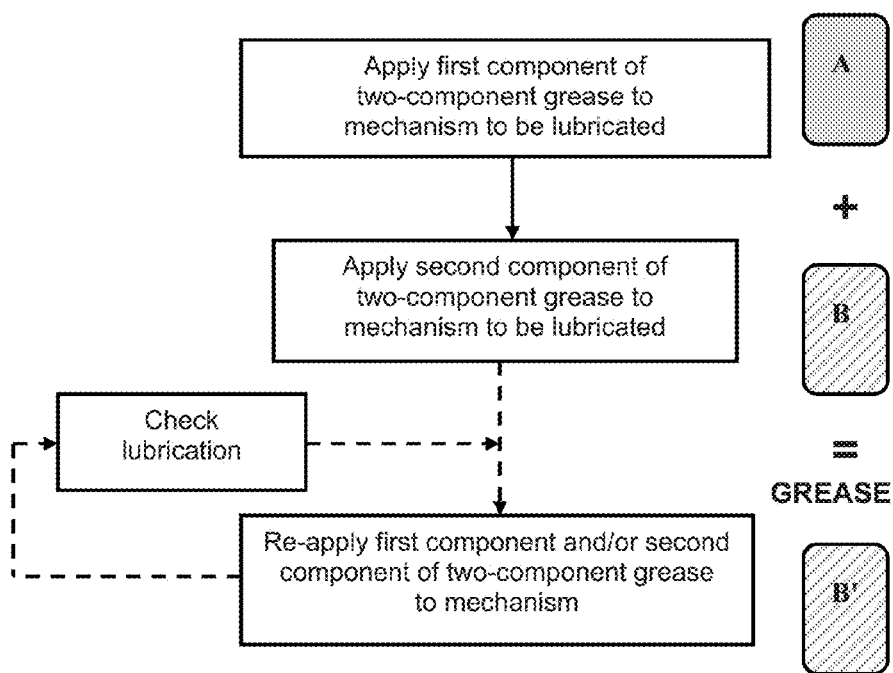 Apply first component of
two-component grease to
mechanism to be lubricated
A
+
Apply second component of
two-component grease to
mechanism to be lubricated
B
Check
lubrication
=
GREASE
Re-apply first component and/or second
component of two-component grease
to mechanism
B'